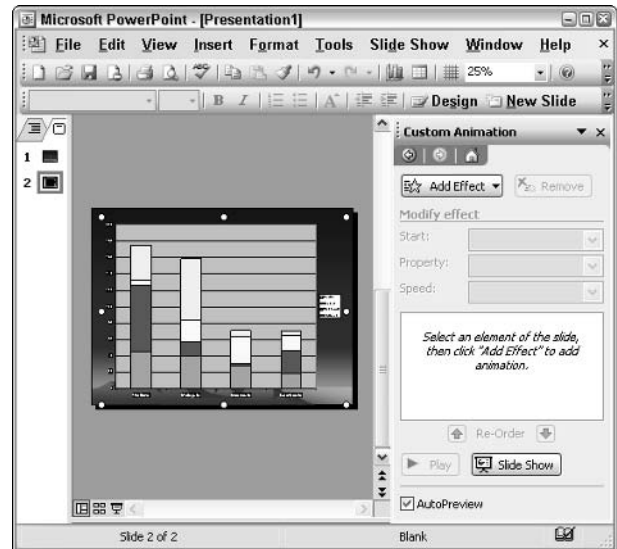 Microsoft PowerPoint - [Presentation1]
File Edit View Insert Format Tools Slide Show Window Help
25%
B I A Design New Slide
Custom Animation
1
2
Add Effect Remove
Modify effect
Start:
Property:
Speed:
Select an element of the slide,
then click "Add Effect" to add
animation.
Re-Order
Play Slide Show
AutoPreview
Slide 2 of 2 Blank